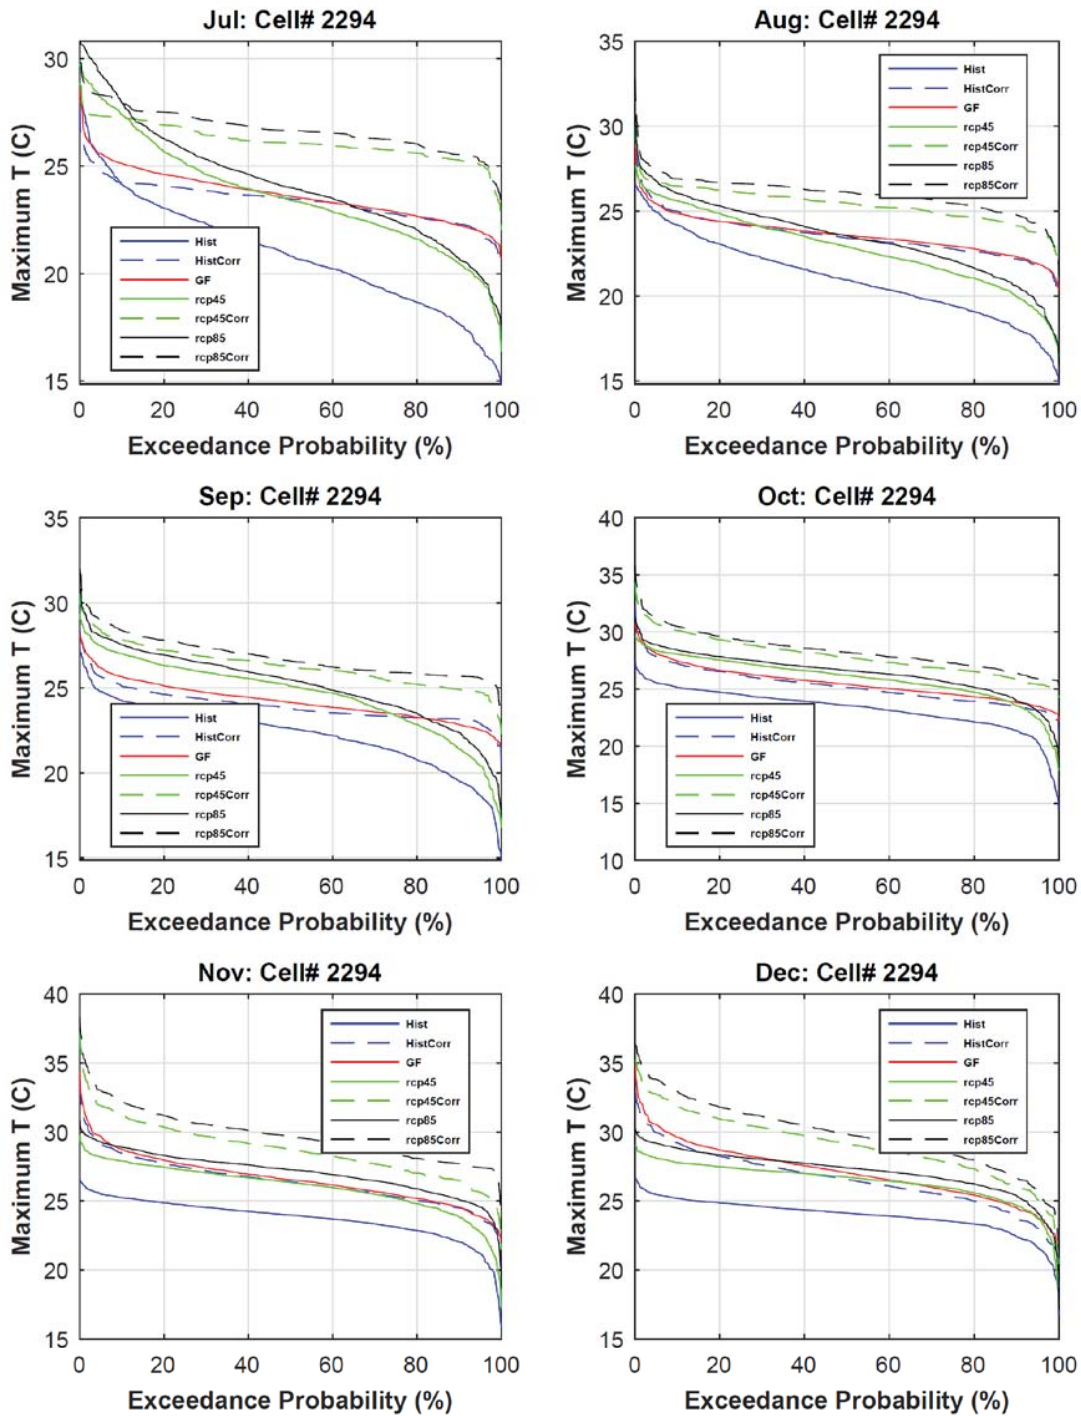 Jul: Cell# 2294
Maximum T (C)
30
25
20
15
Hist
HistCorr
GF
rcp45
rcp45Corr
rcp85
rcp85Corr
0 20 40 60 80 100
Exceedance Probability (%)
Aug: Cell# 2294
Maximum T (C)
35
30
25
20
15
Hist
HistCorr
GF
rcp45
rcp45Corr
rcp85
rcp85Corr
0 20 40 60 80 100
Exceedance Probability (%)
Sep: Cell# 2294
Maximum T (C)
35
30
25
20
15
Hist
HistCorr
GF
rcp45
rcp45Corr
rcp85
rcp85Corr
0 20 40 60 80 100
Exceedance Probability (%)
Oct: Cell# 2294
Maximum T (C)
40
35
30
25
20
15
10
Hist
HistCorr
GF
rcp45
rcp45Corr
rcp85
rcp85Corr
0 20 40 60 80 100
Exceedance Probability (%)
Nov: Cell# 2294
Maximum T (C)
40
35
30
25
20
15
Hist
HistCorr
GF
rcp45
rcp45Corr
rcp85
rcp85Corr
0 20 40 60 80 100
Exceedance Probability (%)
Dec: Cell# 2294
Maximum T (C)
40
35
30
25
20
15
Hist
HistCorr
GF
rcp45
rcp45Corr
rcp85
rcp85Corr
0 20 40 60 80 100
Exceedance Probability (%)